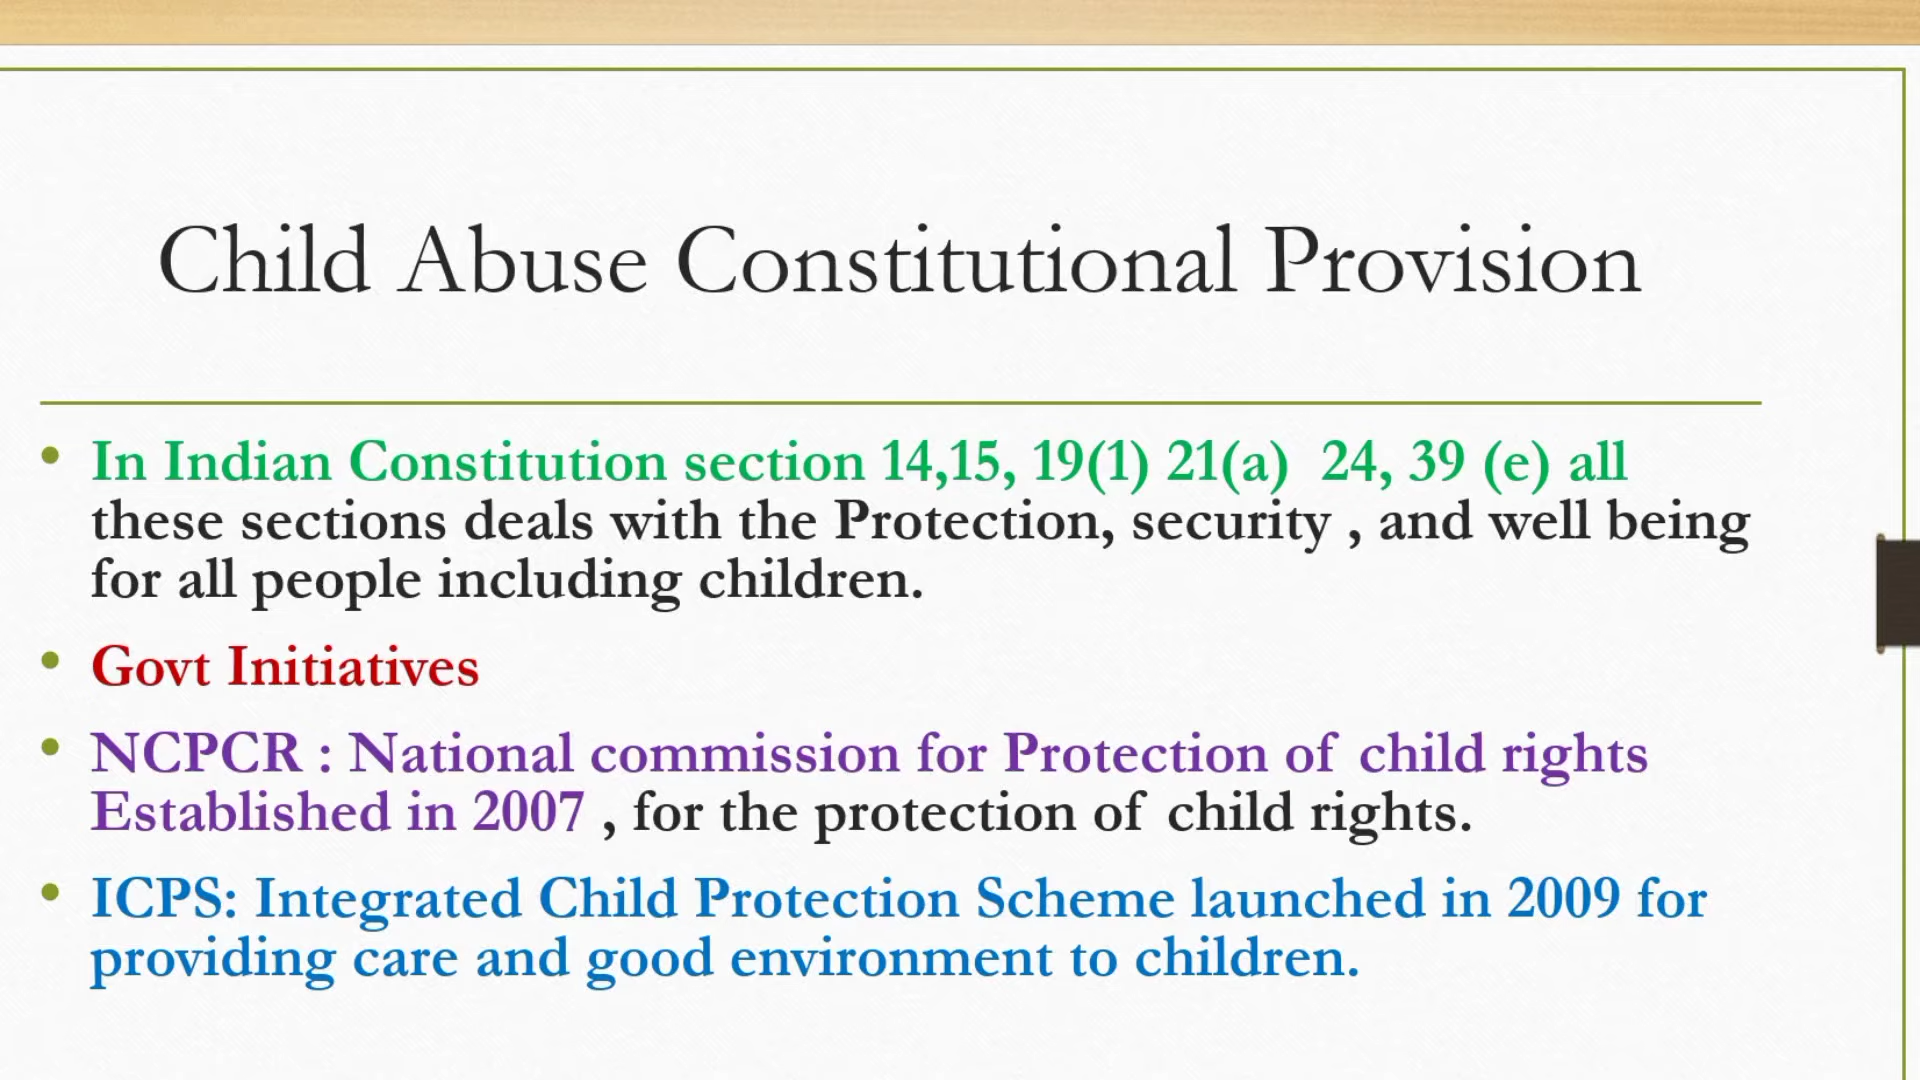 Child Abuse Constitutional Provision
• In Indian Constitution section 14,15, 19(1) 21(a) 24, 39 (e) all
these sections deals with the Protection, security , and well being
for all people including children.
• Govt Initiatives
• NCPCR : National commission for Protection of child rights
Established in 2007 , for the protection of child rights.
• ICPS: Integrated Child Protection Scheme launched in 2009 for
providing care and good environment to children.